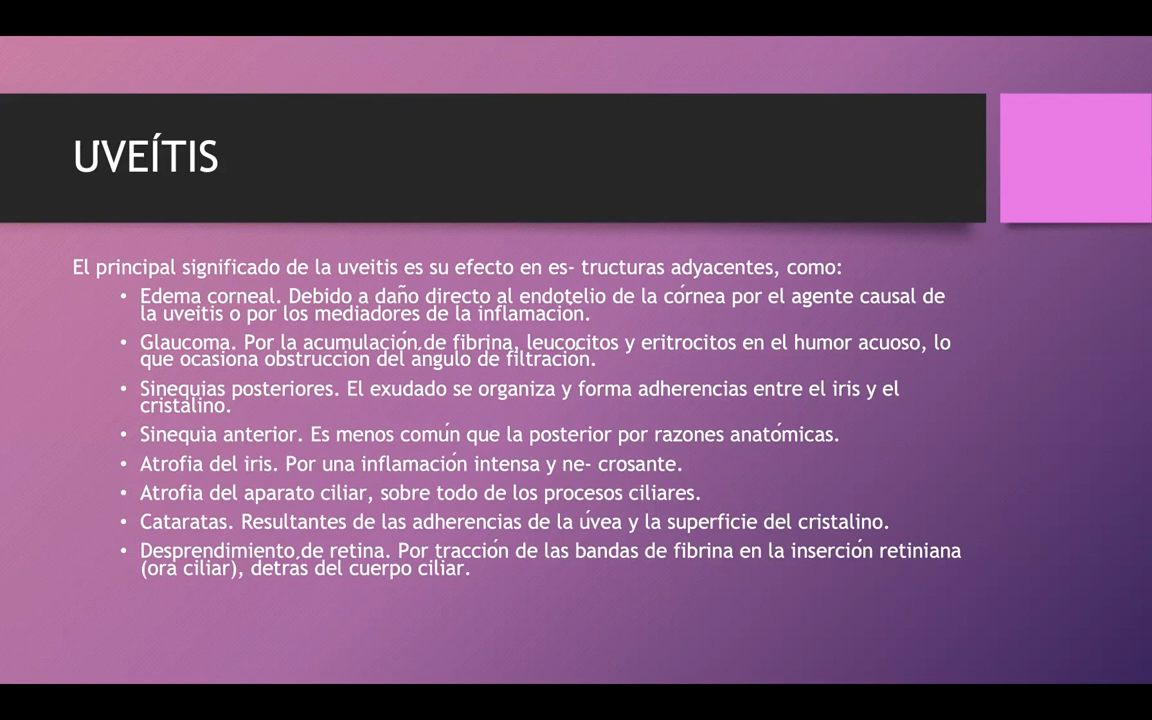 UVEÍTIS
El principal significado de la uveitis es su efecto en es- tructuras adyacentes, como:
• Edema corneal. Debido a daño directo al endotelio de la córnea por el agente causal de
la uveitis o por los mediadores de la inflamación.
• Glaucoma. Por la acumulación de fibrina, leucocitos y eritrocitos en el humor acuoso, lo
que ocasiona obstrucción del ángulo de filtración.
• Sinequias posteriores. El exudado se organiza y forma adherencias entre el iris y el
cristalino.
• Sinequia anterior. Es menos común que la posterior por razones anatómicas.
• Atrofia del iris. Por una inflamación intensa y ne- crosante.
• Atrofia del aparato ciliar, sobre todo de los procesos ciliares.
• Cataratas. Resultantes de las adherencias de la úvea y la superficie del cristalino.
• Desprendimiento de retina. Por tracción de las bandas de fibrina en la inserción retiniana
(ora ciliar), detrás del cuerpo ciliar.